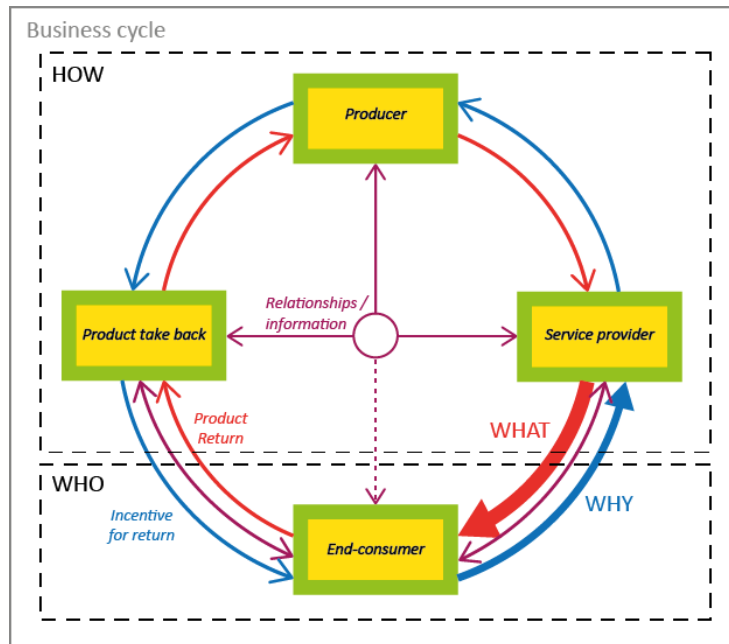 Business cycle
HOW
Producer
Relationships /
information
Product take back
Service provider
Product
Return
WHAT
WHO
Incentive
for return
End-consumer
WHY